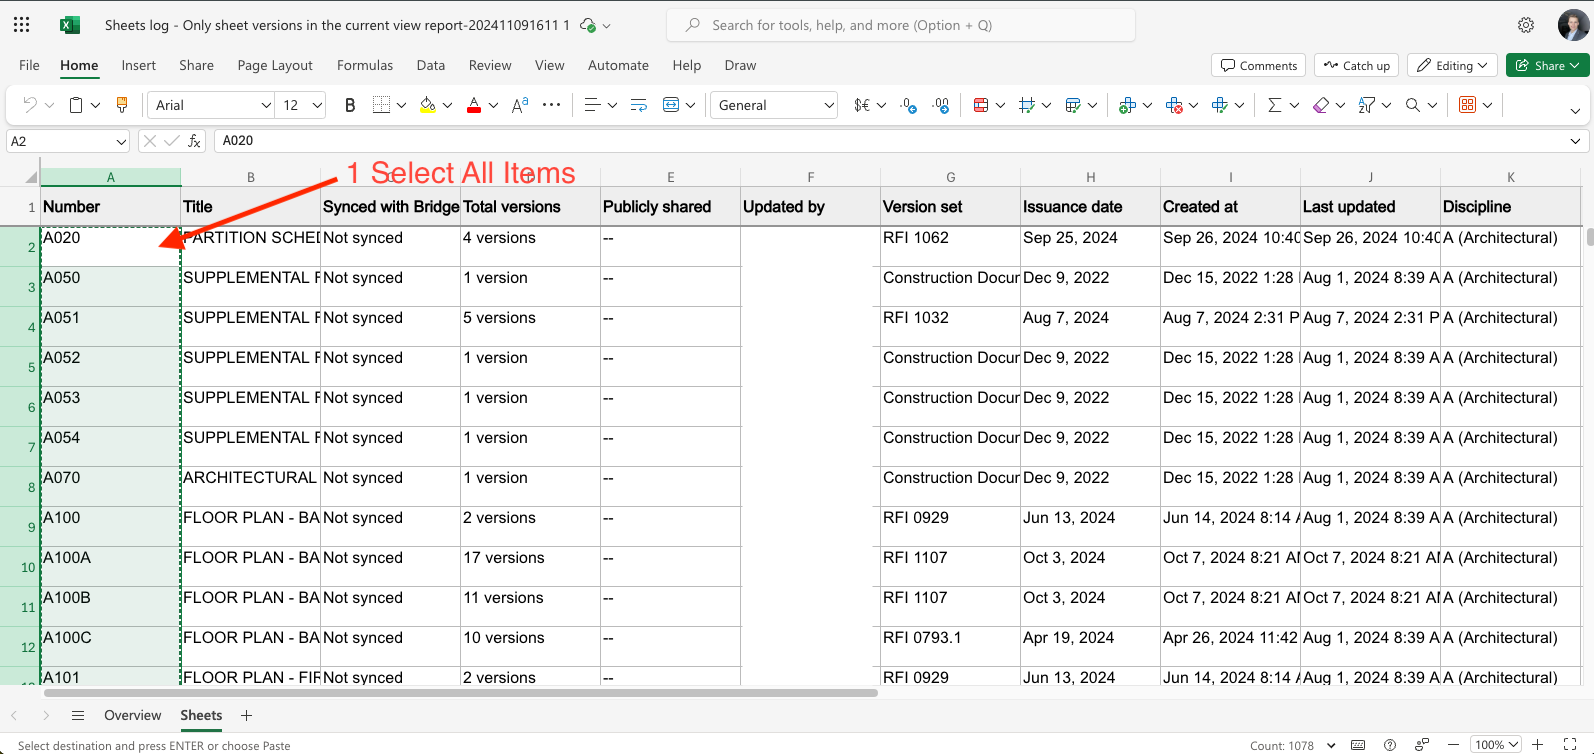 Sheets log - Only sheet versions in the current view report-202411091611 1
Search for tools, help, and more (Option + Q)
File Home Insert Share Page Layout Formulas Data Review View Automate Help Draw
Comments Catch up Editing Share
Arial 12 B General
A2 fx A020
1 Select All Items
A B C D E F G H I J K
1 Number Title Synced with Bridge Total versions Publicly shared Updated by Version set Issuance date Created at Last updated Discipline
2 A020 PARTITION SCHED Not synced 4 versions -- RFI 1062 Sep 25, 2024 Sep 26, 2024 10:40 Sep 26, 2024 10:40 A (Architectural)
3 A050 SUPPLEMENTAL F Not synced 1 version -- Construction Docur Dec 9, 2022 Dec 15, 2022 1:28 Aug 1, 2024 8:39 A A (Architectural)
4 A051 SUPPLEMENTAL F Not synced 5 versions -- RFI 1032 Aug 7, 2024 Aug 7, 2024 2:31 P Aug 7, 2024 2:31 P A (Architectural)
5 A052 SUPPLEMENTAL F Not synced 1 version -- Construction Docur Dec 9, 2022 Dec 15, 2022 1:28 Aug 1, 2024 8:39 A A (Architectural)
6 A053 SUPPLEMENTAL F Not synced 1 version -- Construction Docur Dec 9, 2022 Dec 15, 2022 1:28 Aug 1, 2024 8:39 A A (Architectural)
7 A054 SUPPLEMENTAL F Not synced 1 version -- Construction Docur Dec 9, 2022 Dec 15, 2022 1:28 Aug 1, 2024 8:39 A A (Architectural)
8 A070 ARCHITECTURAL Not synced 1 version -- Construction Docur Dec 9, 2022 Dec 15, 2022 1:28 Aug 1, 2024 8:39 A A (Architectural)
9 A100 FLOOR PLAN - BA Not synced 2 versions -- RFI 0929 Jun 13, 2024 Jun 14, 2024 8:14 A Aug 1, 2024 8:39 A A (Architectural)
10 A100A FLOOR PLAN - BA Not synced 17 versions -- RFI 1107 Oct 3, 2024 Oct 7, 2024 8:21 AM Oct 7, 2024 8:21 AM A (Architectural)
11 A100B FLOOR PLAN - BA Not synced 11 versions -- RFI 1107 Oct 3, 2024 Oct 7, 2024 8:21 AM Oct 7, 2024 8:21 AM A (Architectural)
12 A100C FLOOR PLAN - BA Not synced 10 versions -- RFI 0793.1 Apr 19, 2024 Apr 26, 2024 11:42 Aug 1, 2024 8:39 A A (Architectural)
A101 FLOOR PLAN - FIR Not synced 2 versions -- RFI 0929 Jun 13, 2024 Jun 14, 2024 8:14 A Aug 1, 2024 8:39 A A (Architectural)
Overview Sheets
Select destination and press ENTER or choose Paste
Count: 1078 100%